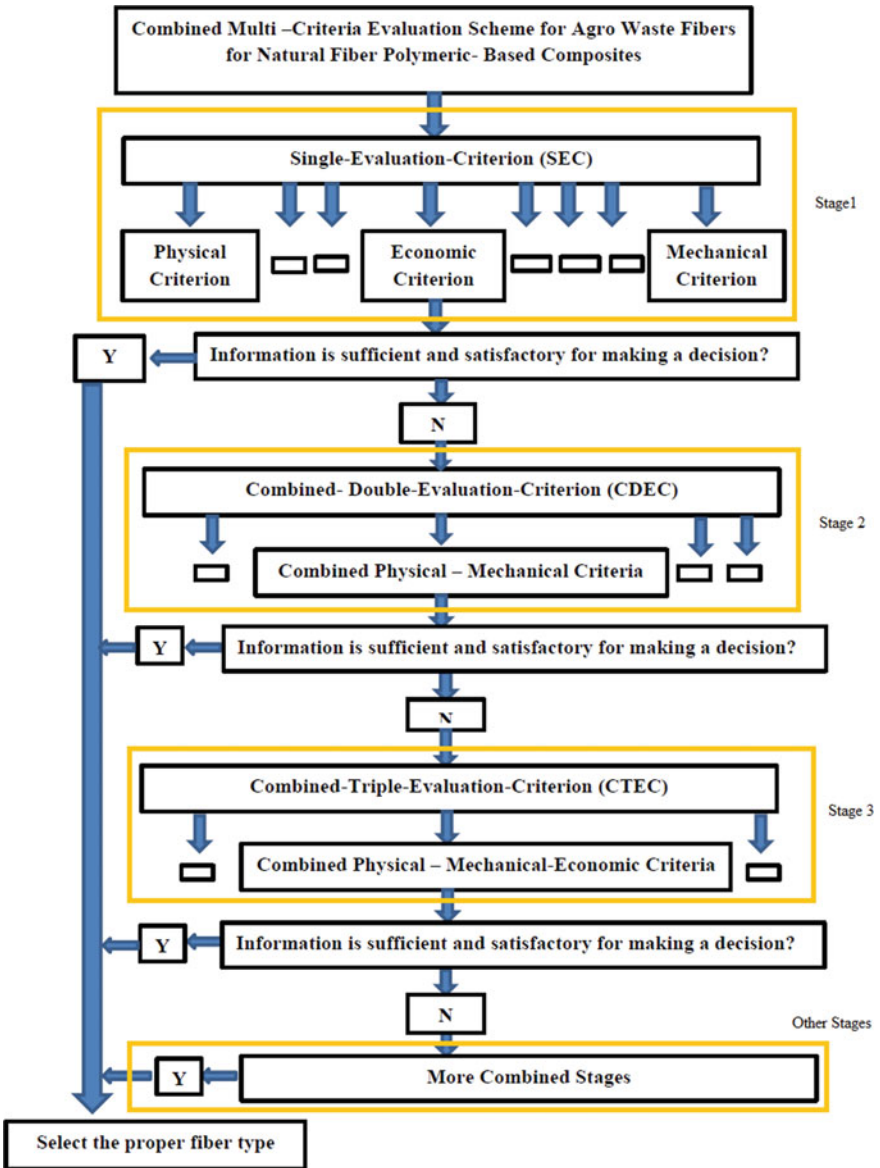 Combined Multi –Criteria Evaluation Scheme for Agro Waste Fibers
for Natural Fiber Polymeric- Based Composites
Single-Evaluation-Criterion (SEC)
Stage1
Physical
Criterion
Economic
Criterion
Mechanical
Criterion
Y
Information is sufficient and satisfactory for making a decision?
N
Combined- Double-Evaluation-Criterion (CDEC)
Stage 2
Combined Physical – Mechanical Criteria
Y
Information is sufficient and satisfactory for making a decision?
N
Combined-Triple-Evaluation-Criterion (CTEC)
Stage 3
Combined Physical – Mechanical-Economic Criteria
Y
Information is sufficient and satisfactory for making a decision?
N
Other Stages
Y
More Combined Stages
Select the proper fiber type